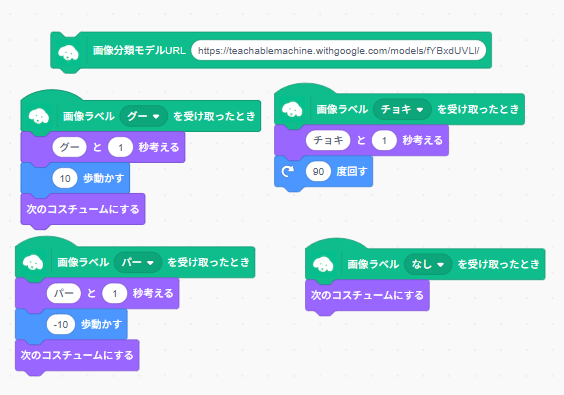 画像分類モデルURL https://teachablemachine.withgoogle.com/models/fYBxdUVLl/
画像ラベル グー を受け取ったとき
グー と 1 秒考える
10 歩動かす
次のコスチュームにする
画像ラベル チョキ を受け取ったとき
チョキ と 1 秒考える
90 度回す
画像ラベル パー を受け取ったとき
パー と 1 秒考える
-10 歩動かす
次のコスチュームにする
画像ラベル なし を受け取ったとき
次のコスチュームにする